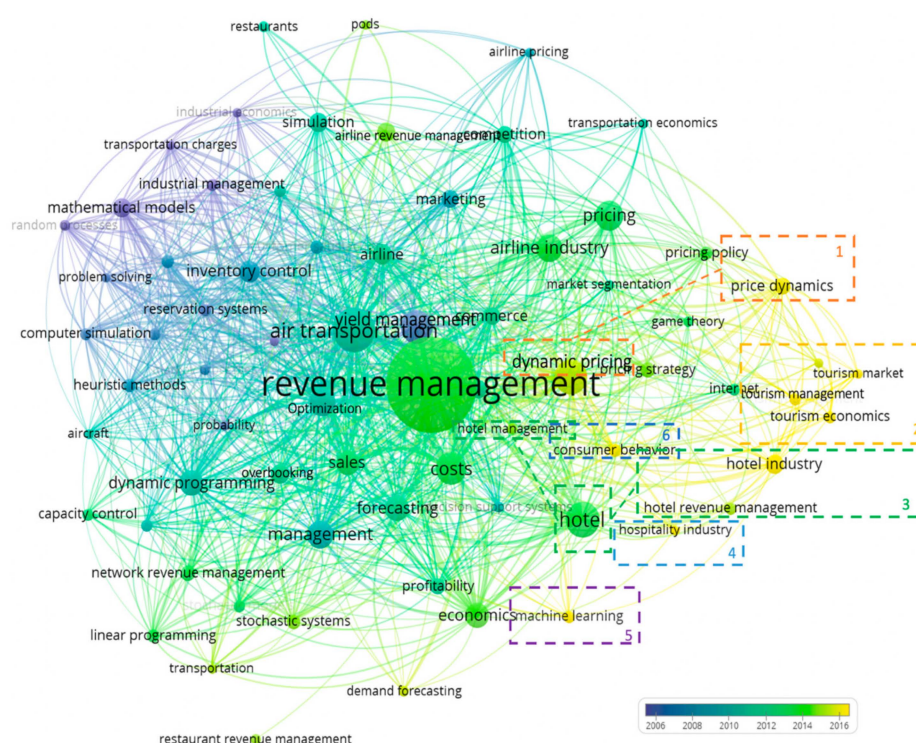 restaurants
pods
airline pricing
industrial economics
simulation
airline revenue management
competition
transportation economics
transportation charges
industrial management
marketing
mathematical models
pricing
random processes
airline
airline industry
pricing policy
1
problem solving
inventory control
market segmentation
price dynamics
reservation systems
yield management
commerce
game theory
computer simulation
air transportation
dynamic pricing
pricing strategy
tourism market
heuristic methods
revenue management
internet
tourism management
Optimization
tourism economics
aircraft
probability
hotel management
6
consumer behavior
sales
costs
hotel industry
dynamic programming
overbooking
capacity control
forecasting
decision support systems
hotel
hotel revenue management
3
management
hospitality industry
4
network revenue management
profitability
linear programming
stochastic systems
economics
machine learning
5
transportation
demand forecasting
restaurant revenue management
2006 2008 2010 2012 2014 2016